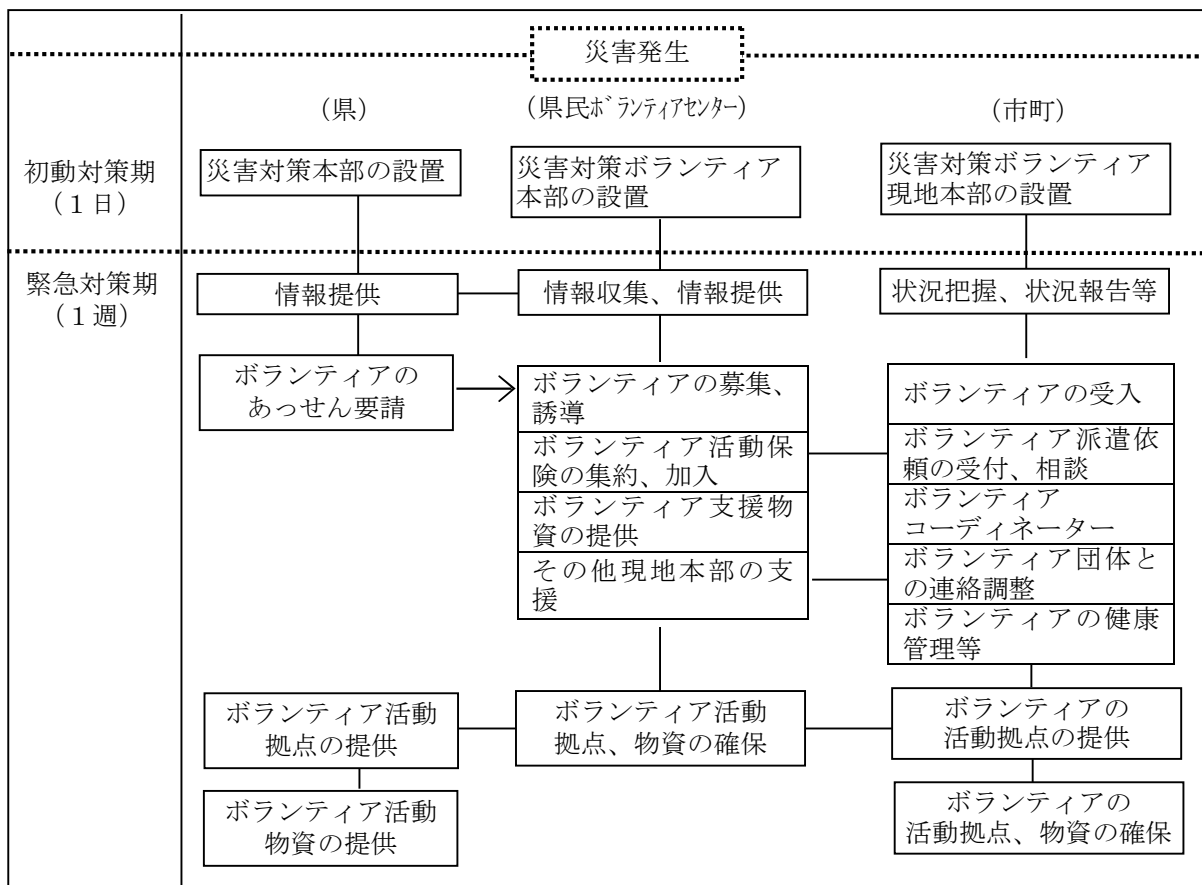 災害発生
(県)
(県民ボランティアセンター)
(市町)
初動対策期
(1日)
災害対策本部の設置
災害対策ボランティア
本部の設置
災害対策ボランティア
現地本部の設置
緊急対策期
(1週)
情報提供
情報収集、情報提供
状況把握、状況報告等
ボランティアの
あっせん要請
ボランティアの募集、
誘導
ボランティア活動保
険の集約、加入
ボランティア支援物
資の提供
その他現地本部の支
援
ボランティアの受入
ボランティア派遣依
頼の受付、相談
ボランティア
コーディネーター
ボランティア団体と
の連絡調整
ボランティアの健康
管理等
ボランティア活動
拠点の提供
ボランティア活動
拠点、物資の確保
ボランティアの
活動拠点の提供
ボランティア活動
物資の提供
ボランティアの
活動拠点、物資の確保